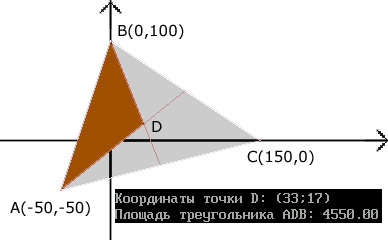 B(0,100)
D
C(150,0)
A(-50,-50)
Координаты точки D: (33;17)
Площадь треугольника ADB: 4550.00